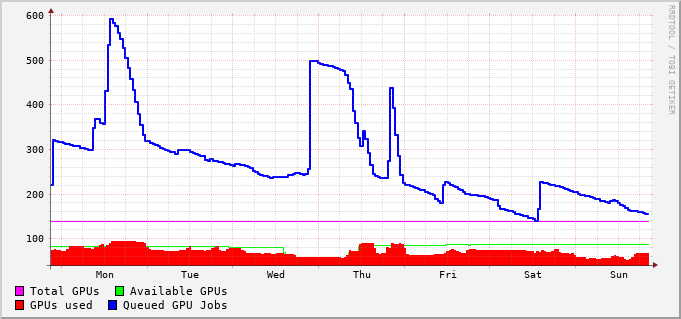 600
500
400
300
200
100
Mon Tue Wed Thu Fri Sat Sun
Total GPUs Available GPUs
GPUs used Queued GPU Jobs
RRDTOOL / TOBI OETIKER